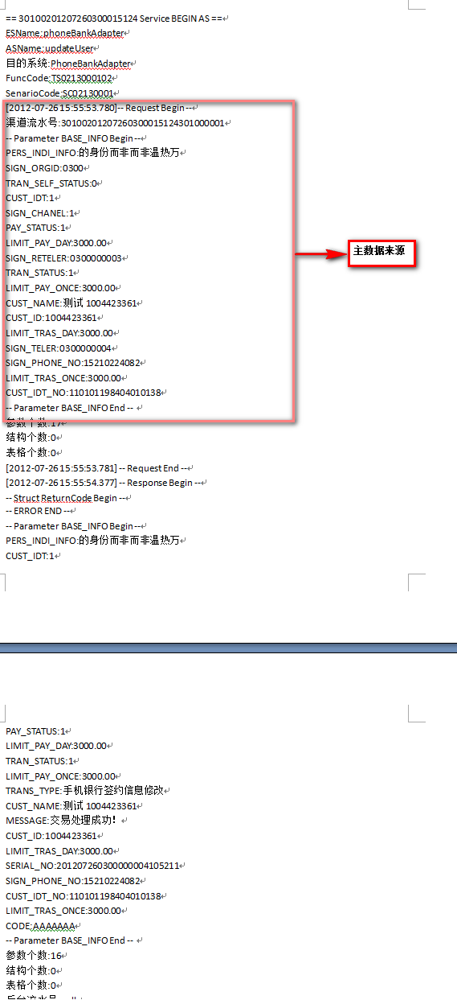 == 3010020120726030001​5124 Service BEGIN AS ==
ESName:phoneBankAdapter
ASName:updateUser
目的系统:PhoneBankAdapter
FuncCode:TS0213000102
SenarioCode:SC02130001
[2012-07-26 15:55:53.780]-- Request Begin --
渠道流水号:30100201207260300015124301000001
-- Parameter BASE_INFO Begin --
PERS_INDI_INFO:的身份而非而非温热万
SIGN_ORGID:0300
TRAN_SELF_STATUS:0
CUST_IDT:1
SIGN_CHANEL:1
PAY_STATUS:1
LIMIT_PAY_DAY:3000.00
主数据来源
SIGN_RETELER:0300000003
TRAN_STATUS:1
LIMIT_PAY_ONCE:3000.00
CUST_NAME:测试 1004423361
CUST_ID:1004423361
LIMIT_TRAS_DAY:3000.00
SIGN_TELER:0300000004
SIGN_PHONE_NO:15210224082
LIMIT_TRAS_ONCE:3000.00
CUST_IDT_NO:110101198404010138
-- Parameter BASE_INFO End --
参数个数:17
结构个数:0
表格个数:0
[2012-07-26 15:55:53.781] -- Request End --
[2012-07-26 15:55:54.377] -- Response Begin --
-- Struct ReturnCode Begin --
-- ERROR END --
-- Parameter BASE_INFO Begin --
PERS_INDI_INFO:的身份而非而非温热万
CUST_IDT:1
PAY_STATUS:1
LIMIT_PAY_DAY:3000.00
TRAN_STATUS:1
LIMIT_PAY_ONCE:3000.00
TRANS_TYPE:手机银行签约信息修改
CUST_NAME:测试 1004423361
MESSAGE:交易处理成功！
CUST_ID:1004423361
LIMIT_TRAS_DAY:3000.00
SERIAL_NO:201207260300000004105211
SIGN_PHONE_NO:15210224082
CUST_IDT_NO:110101198404010138
LIMIT_TRAS_ONCE:3000.00
CODE:AAAAAAA
-- Parameter BASE_INFO End --
参数个数:16
结构个数:0
表格个数:0